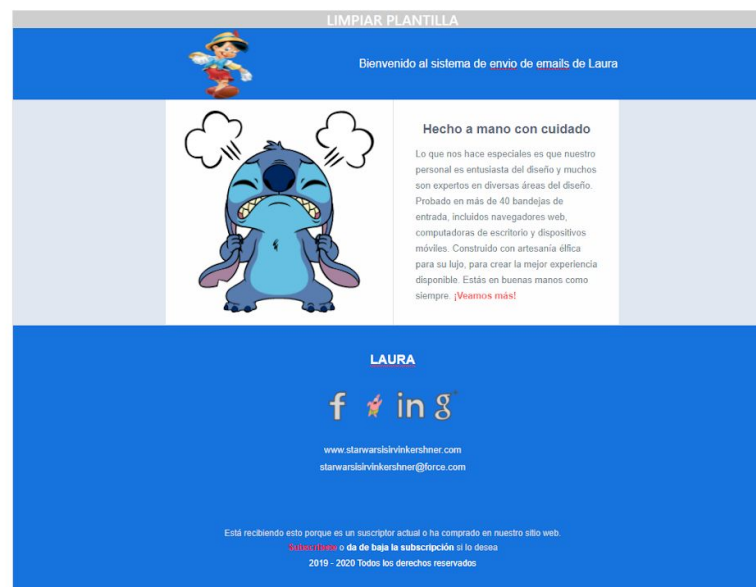 LIMPIAR PLANTILLA
Bienvenido al sistema de envio de emails de Laura
Hecho a mano con cuidado
Lo que nos hace especiales es que nuestro
personal es entusiasta del diseño y muchos
son expertos en diversas áreas del diseño.
Probado en más de 40 bandejas de
entrada, incluidos navegadores web,
computadoras de escritorio y dispositivos
móviles. Construido con artesanía élfica
para su lujo, para crear la mejor experiencia
disponible. Estás en buenas manos como
siempre. ¡Veamos más!
LAURA
f in g+
www.starwarsisirvinkershner.com
starwarsisirvinkershner@force.com
Está recibiendo esto porque es un suscriptor actual o ha comprado en nuestro sitio web.
o da de baja la subscripción si lo desea
2019 - 2020 Todos los derechos reservados